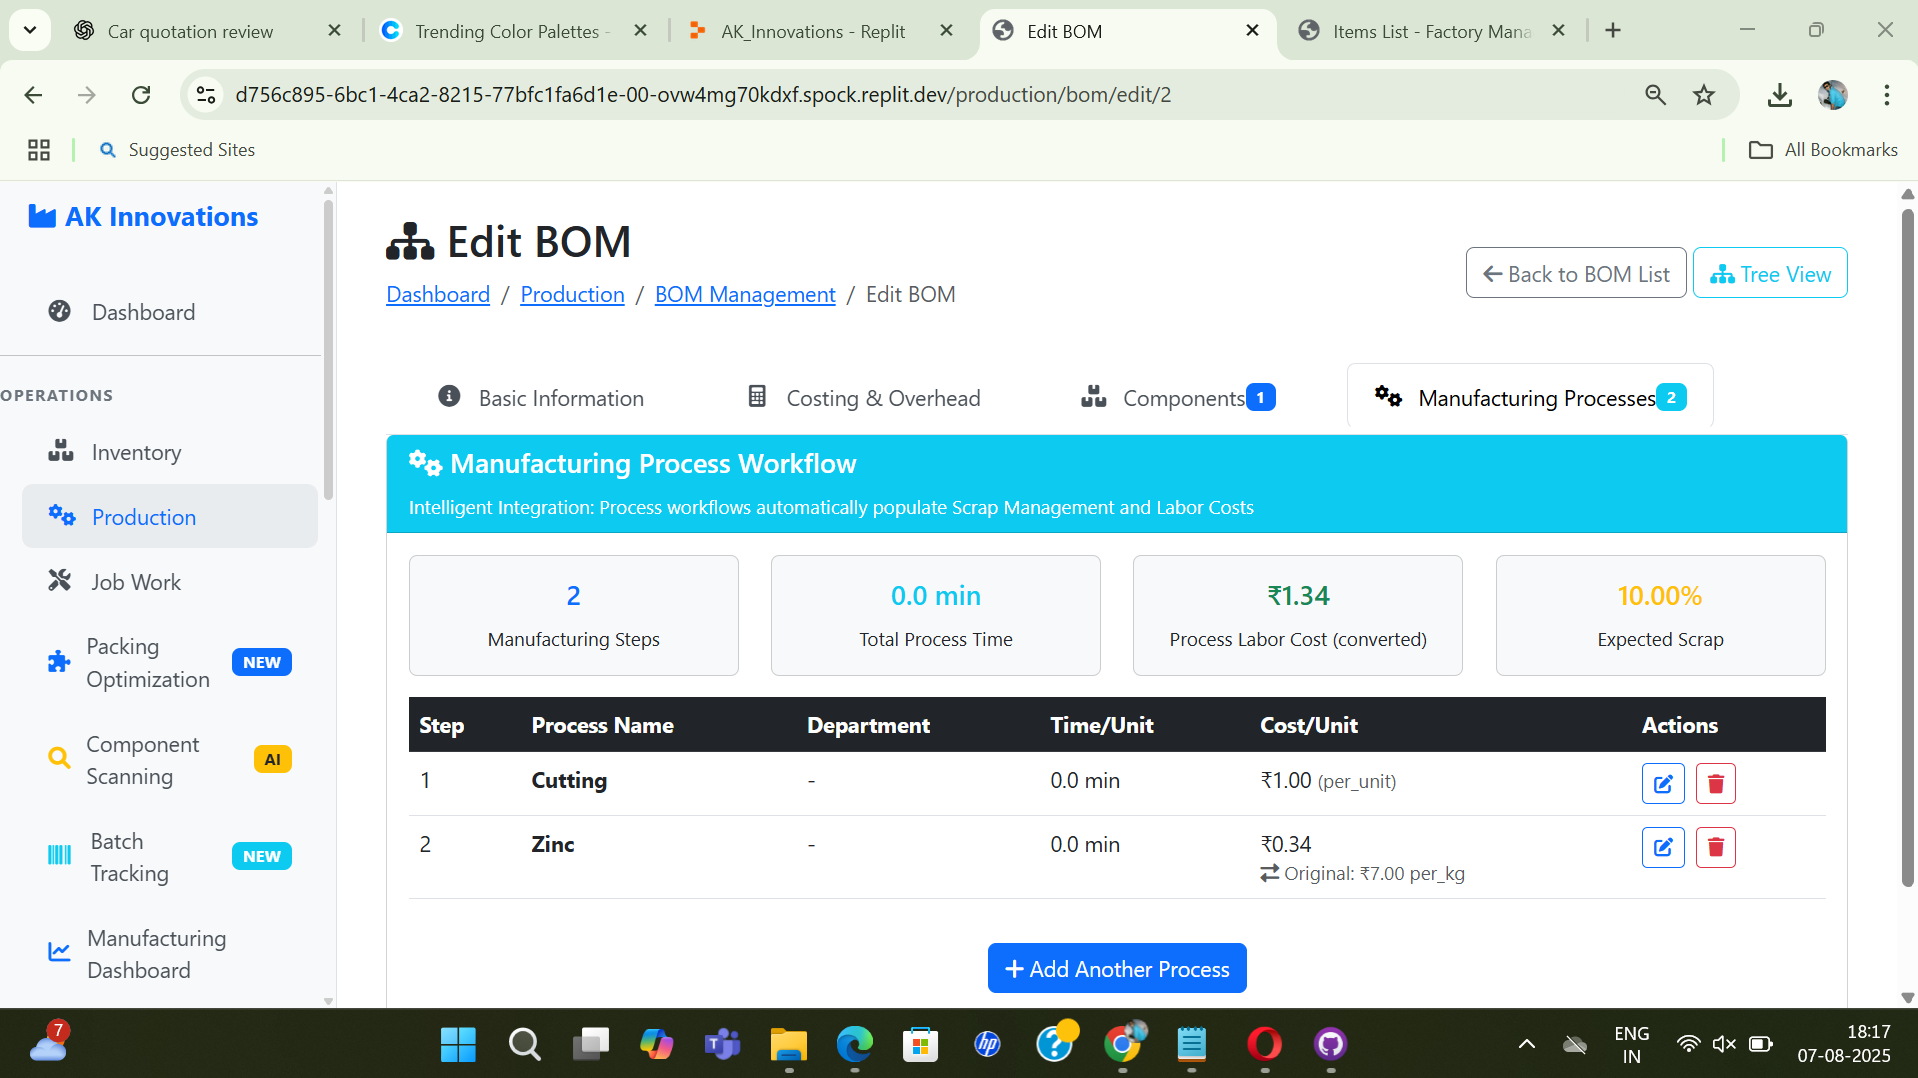 Car quotation review
Trending Color Palettes -
AK_Innovations - Replit
Edit BOM
Items List - Factory Mana
d756c895-6bc1-4ca2-8215-77bfc1fa6d1e-00-ovw4mg70kdxf.spock.replit.dev/production/bom/edit/2
Suggested Sites
All Bookmarks
AK Innovations
Dashboard
OPERATIONS
Inventory
Production
Job Work
Packing
Optimization
NEW
Component
Scanning
AI
Batch
Tracking
NEW
Manufacturing
Dashboard
Edit BOM
Dashboard / Production / BOM Management / Edit BOM
Back to BOM List
Tree View
Basic Information
Costing & Overhead
Components 1
Manufacturing Processes 2
Manufacturing Process Workflow
Intelligent Integration: Process workflows automatically populate Scrap Management and Labor Costs
2
Manufacturing Steps
0.0 min
Total Process Time
₹1.34
Process Labor Cost (converted)
10.00%
Expected Scrap
Step Process Name Department Time/Unit Cost/Unit Actions
1 Cutting - 0.0 min ₹1.00 (per_unit)
2 Zinc - 0.0 min ₹0.34
Original: ₹7.00 per_kg
+ Add Another Process
7
hp
ENG
IN
18:17
07-08-2025